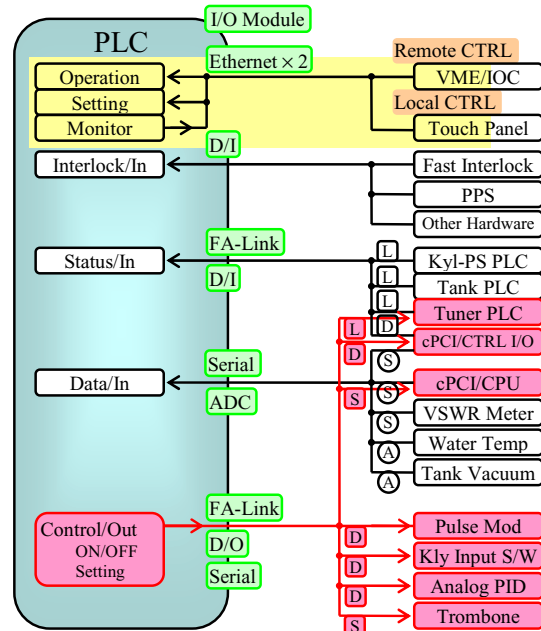 I/O Module
PLC
Ethernet × 2
Remote CTRL
Operation
VME/IOC
Setting
Local CTRL
Monitor
Touch Panel
D/I
Interlock/In
Fast Interlock
PPS
Other Hardware
FA-Link
L
Status/In
Kyl-PS PLC
D/I
L
Tank PLC
L
Tuner PLC
L
D
cPCI/CTRL I/O
D
S
Serial
Data/In
cPCI/CPU
ADC
S
S
VSWR Meter
S
Water Temp
A
Tank Vacuum
A
FA-Link
Control/Out
ON/OFF
Setting
Pulse Mod
D/O
D
Kly Input S/W
D
Serial
Analog PID
D
Trombone
S